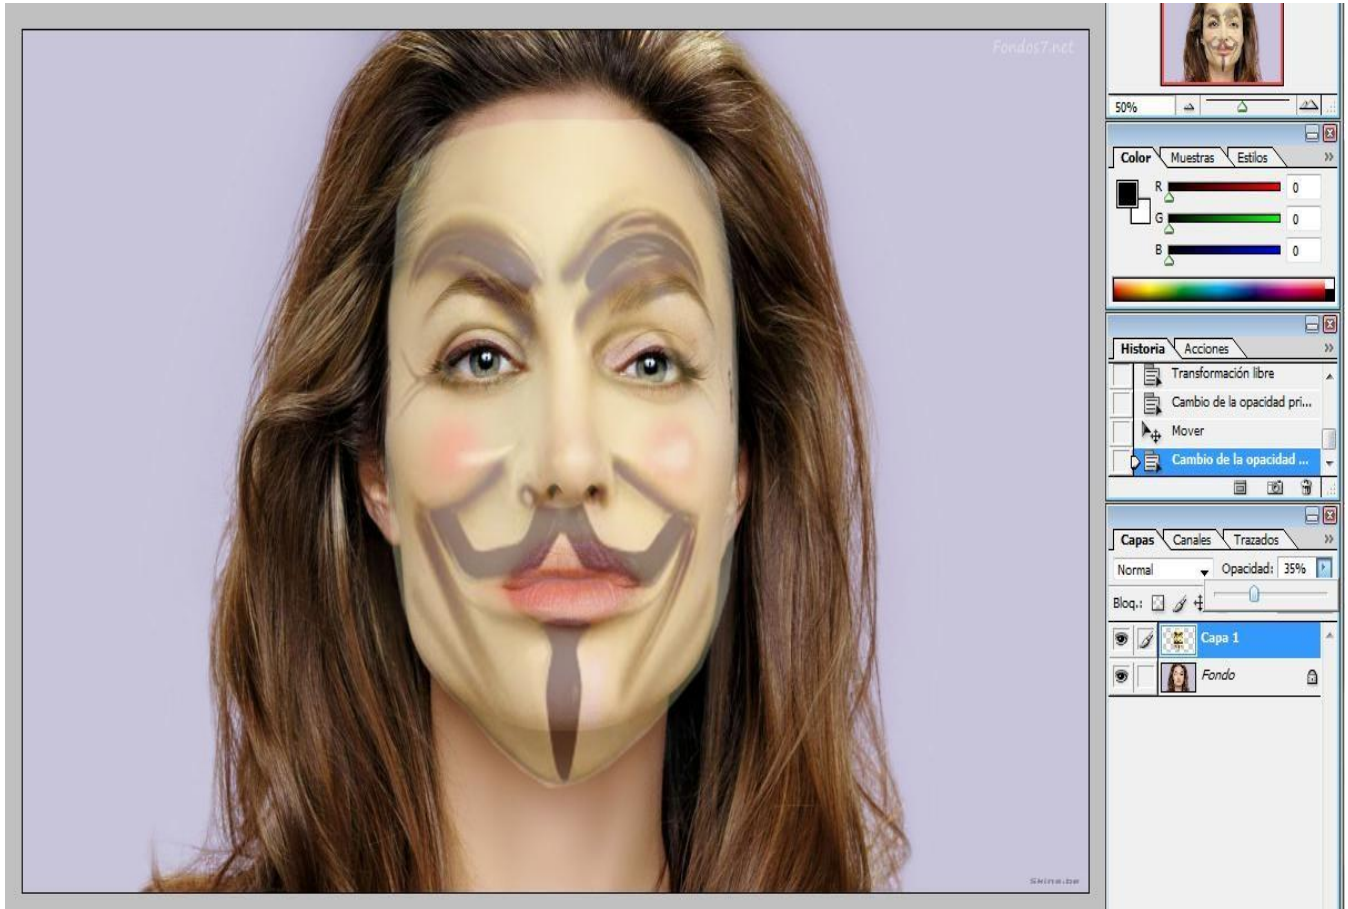 Fondos7.net
50%
Color Muestras Estilos
R 0
G 0
B 0
Historia Acciones
Transformación libre
Cambio de la opacidad pri...
Mover
Cambio de la opacidad ...
Capas Canales Trazados
Normal Opacidad: 35%
Bloq.:
Capa 1
Fondo
Skine.be